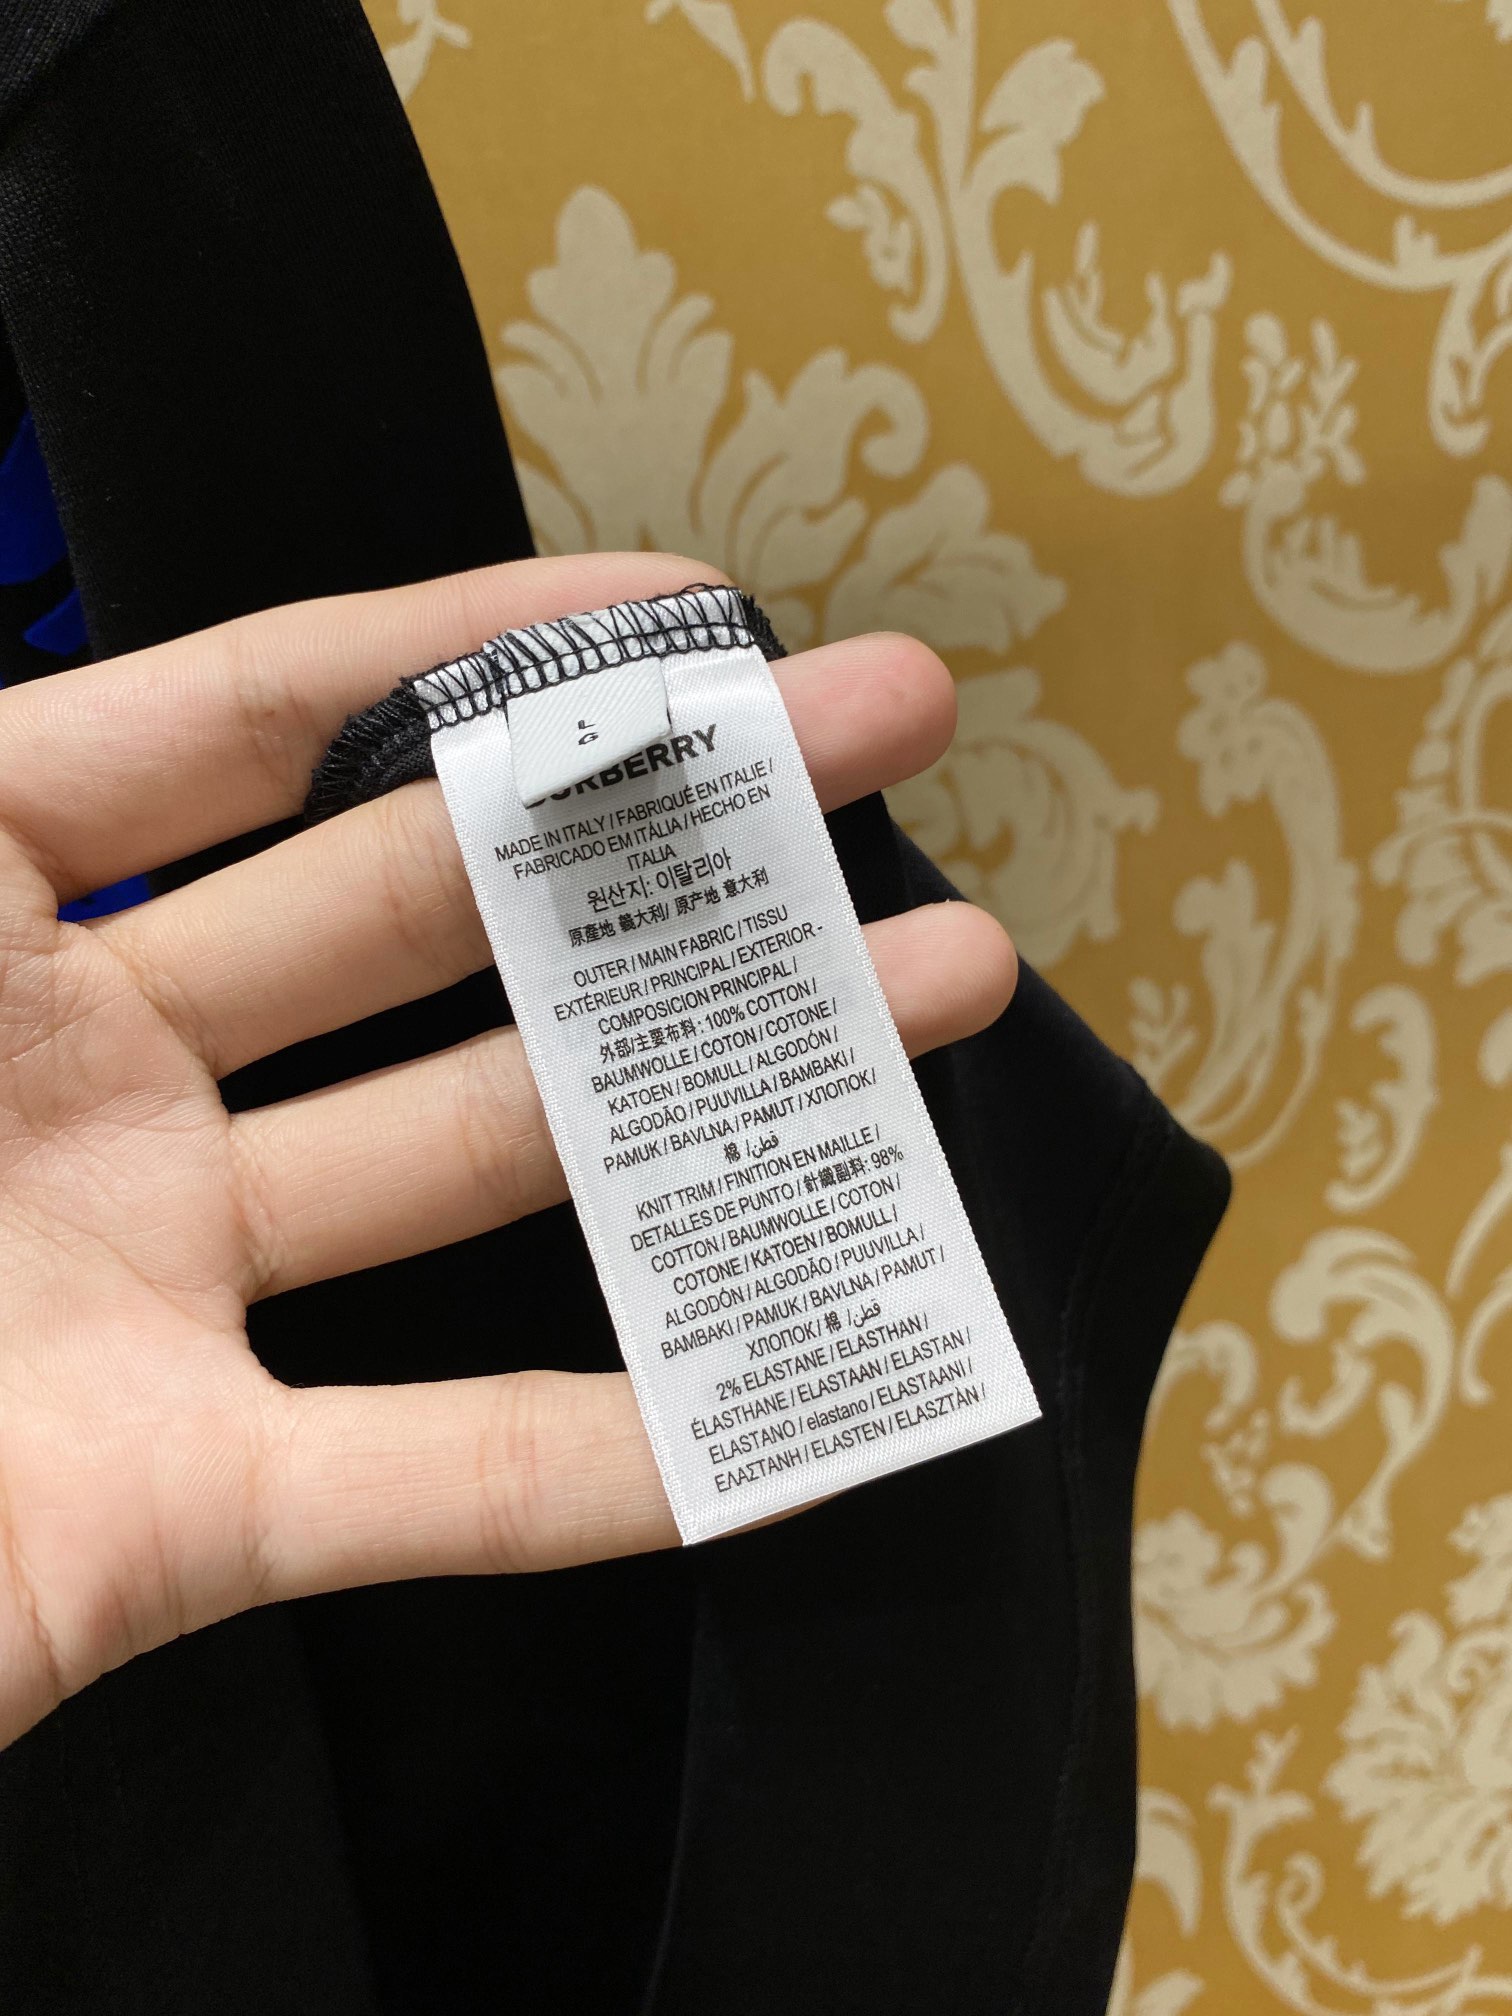 L
G
BURBERRY
MADE IN ITALY / FABRIQUÉ EN ITALIE /
FABRICADO EM ITÁLIA / HECHO EN
ITALIA
원산지: 이탈리아
原產地 義大利/ 原产地 意大利
OUTER / MAIN FABRIC / TISSU
EXTÉRIEUR / PRINCIPAL / EXTERIOR -
COMPOSICION PRINCIPAL /
外部/主要布料: 100% COTTON /
BAUMWOLLE / COTON / COTONE /
KATOEN / BOMULL / ALGODÓN /
ALGODÃO / PUUVILLA / BAMBAKI /
PAMUK / BAVLNA / PAMUT / ХЛОПОК /
棉 / قطن
KNIT TRIM / FINITION EN MAILLE /
DETALLES DE PUNTO / 針織副料: 98%
COTTON / BAUMWOLLE / COTON /
COTONE / KATOEN / BOMULL /
ALGODÓN / ALGODÃO / PUUVILLA /
BAMBAKI / PAMUK / BAVLNA / PAMUT /
ХЛОПОК / 棉 / قطن
2% ELASTANE / ELASTHAN /
ÉLASTHANE / ELASTAAN / ELASTAN /
ELASTANO / elastano / ELASTAANI /
ΕΛΑΣΤΑΝΗ / ELASTEN / ELASZTÁN /